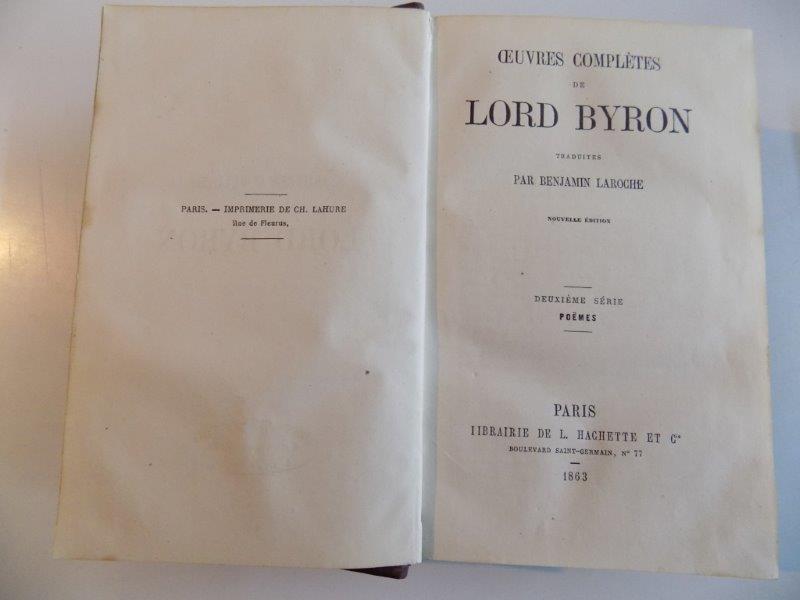 PARIS. — IMPRIMERIE DE CH. LAHURE
Rue de Fleurus,
ŒUVRES COMPLÈTES
DE
LORD BYRON
TRADUITES
PAR BENJAMIN LAROCHE
NOUVELLE ÉDITION
DEUXIÈME SÉRIE
POËMES
PARIS
LIBRAIRIE DE L. HACHETTE ET Cie
BOULEVARD SAINT-GERMAIN, N° 77
1863